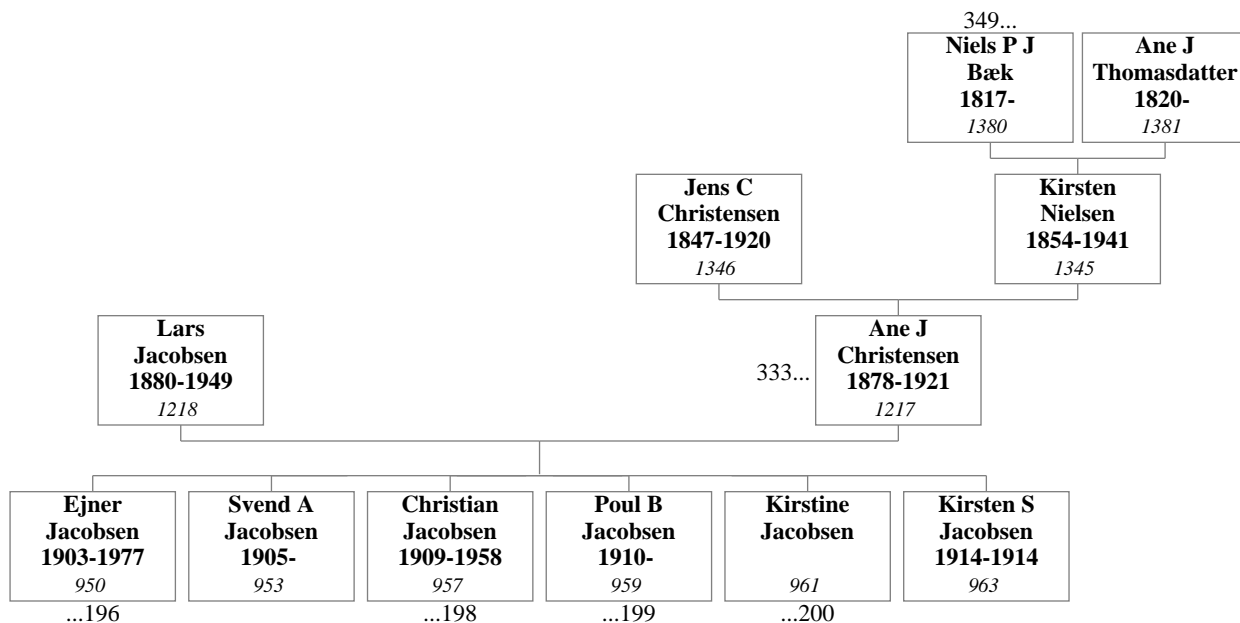 349...
Niels P J
Bæk
1817-
1380
Ane J
Thomasdatter
1820-
1381
Jens C
Christensen
1847-1920
1346
Kirsten
Nielsen
1854-1941
1345
Lars
Jacobsen
1880-1949
1218
333...
Ane J
Christensen
1878-1921
1217
Ejner
Jacobsen
1903-1977
950
...196
Svend A
Jacobsen
1905-
953
Christian
Jacobsen
1909-1958
957
...198
Poul B
Jacobsen
1910-
959
...199
Kirstine
Jacobsen
961
...200
Kirsten S
Jacobsen
1914-1914
963